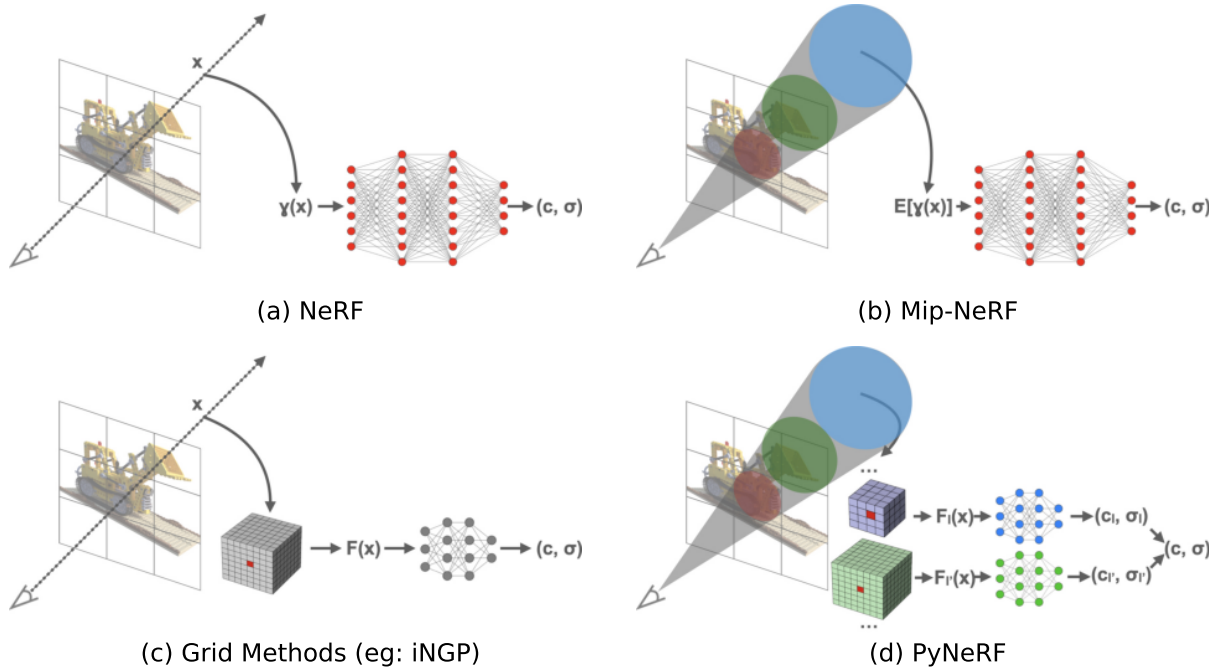 x
ɣ(x)
(c, σ)
(a) NeRF
E[ɣ(x)]
(c, σ)
(b) Mip-NeRF
x
F(x)
(c, σ)
(c) Grid Methods (eg: iNGP)
...
Fₗ(x)
(cₗ, σₗ)
(c, σ)
Fₗ'(x)
(cₗ', σₗ')
...
(d) PyNeRF